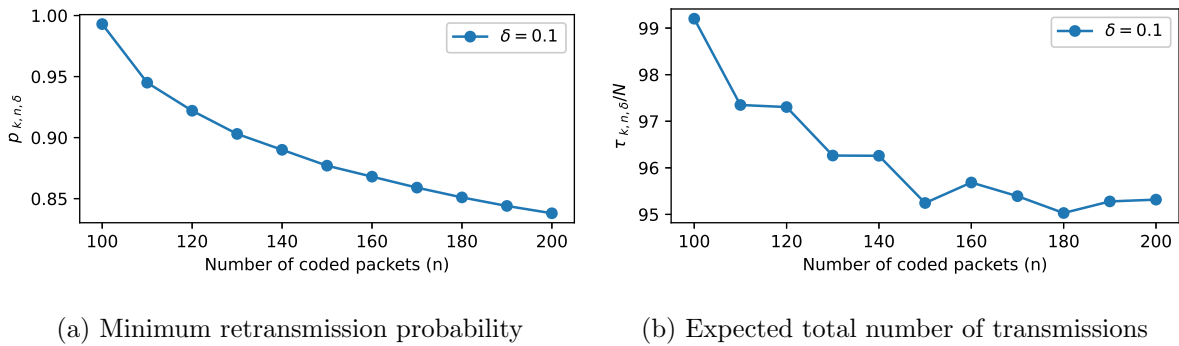 1.00
0.95
0.90
0.85
p k,n,δ
100 120 140 160 180 200
Number of coded packets (n)
δ = 0.1
(a) Minimum retransmission probability
99
98
97
96
95
τ k,n,δ/N
100 120 140 160 180 200
Number of coded packets (n)
δ = 0.1
(b) Expected total number of transmissions